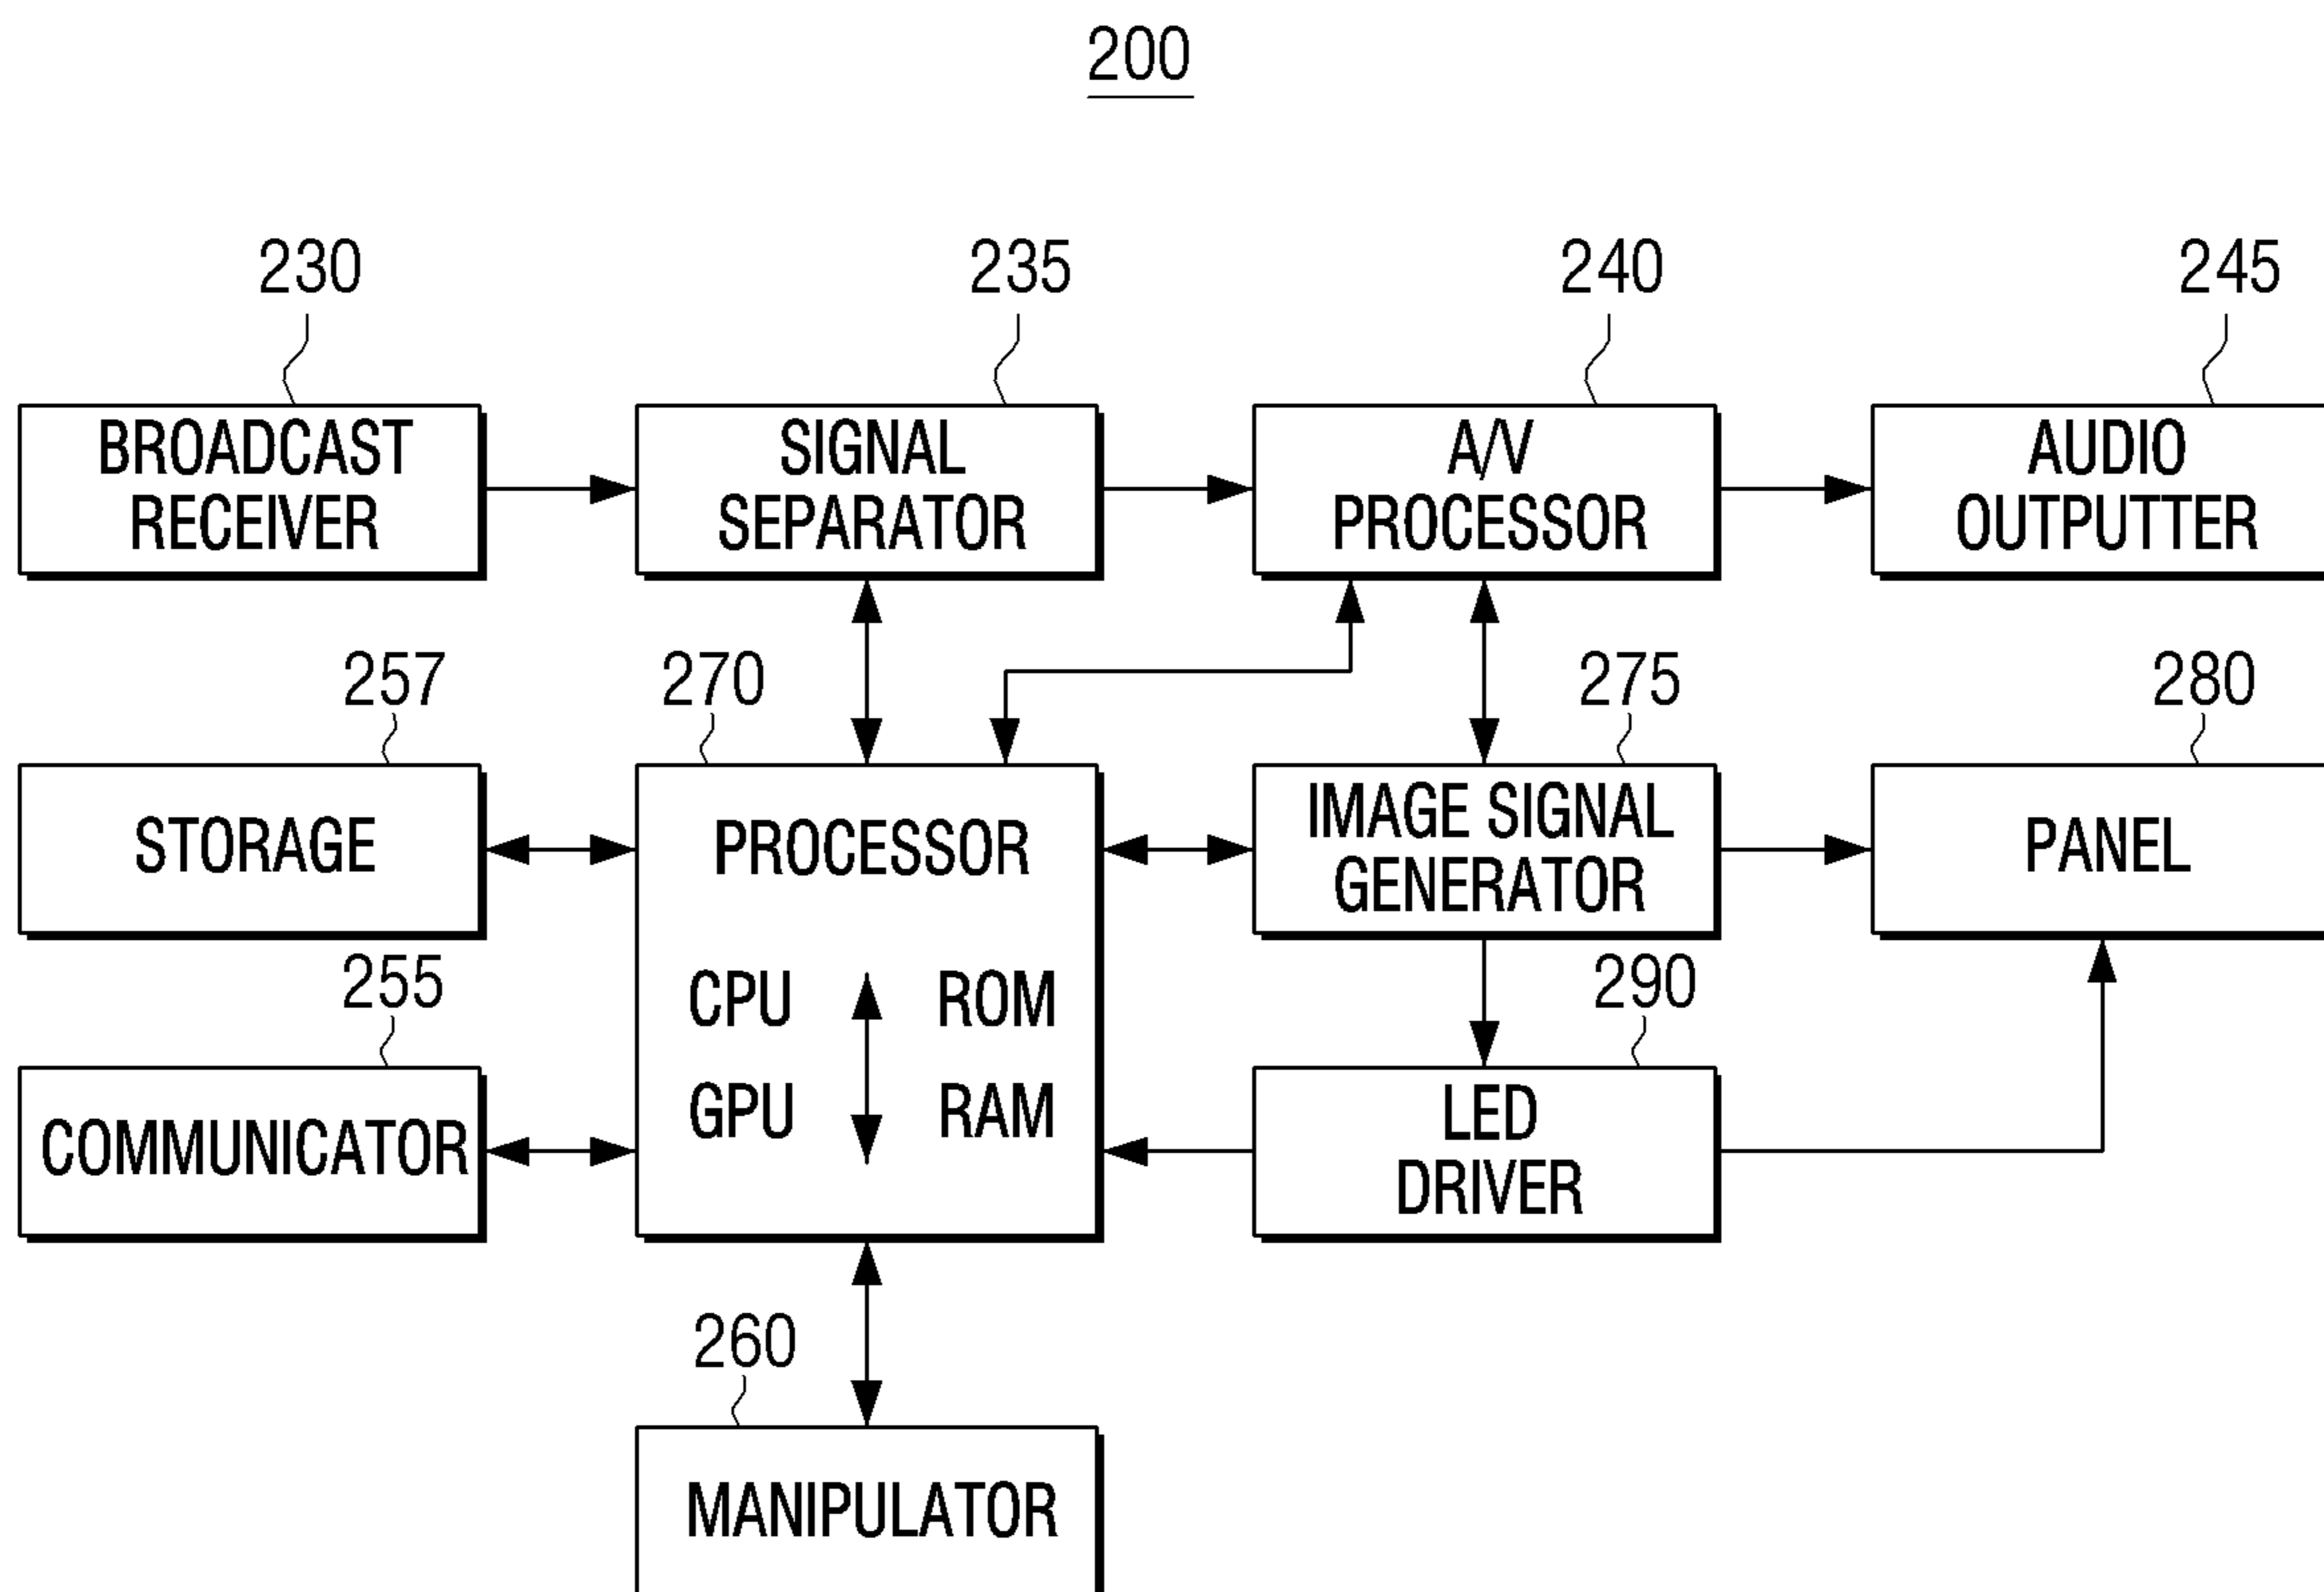 200
230
235
240
245
BROADCAST
RECEIVER
SIGNAL
SEPARATOR
A/V
PROCESSOR
AUDIO
OUTPUTTER
257
270
275
280
STORAGE
PROCESSOR
IMAGE SIGNAL
GENERATOR
PANEL
255
CPU
ROM
290
COMMUNICATOR
GPU
RAM
LED
DRIVER
260
MANIPULATOR